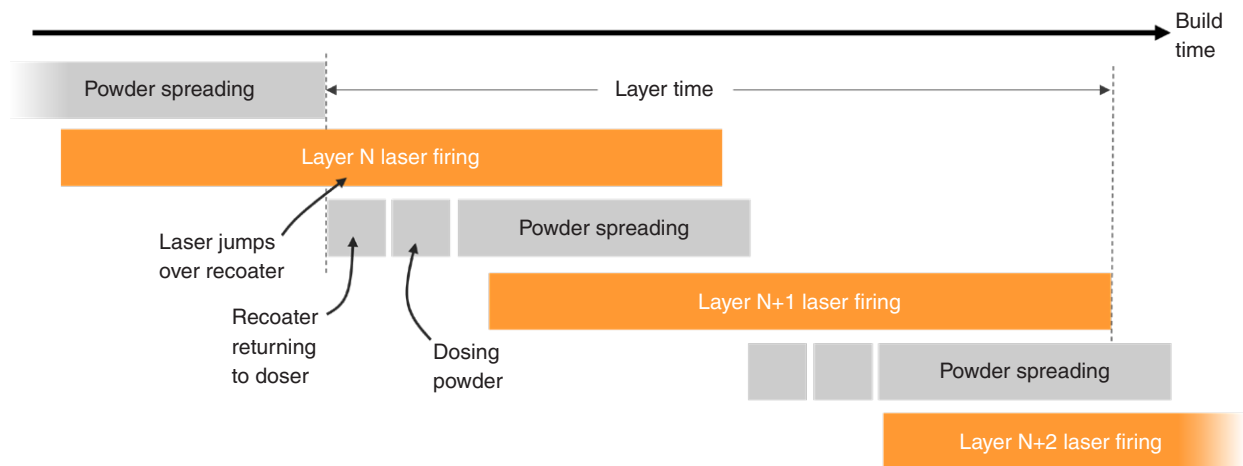 Build
time
Powder spreading
Layer time
Layer N laser firing
Powder spreading
Laser jumps
over recoater
Layer N+1 laser firing
Recoater
returning
to doser
Dosing
powder
Powder spreading
Layer N+2 laser firing